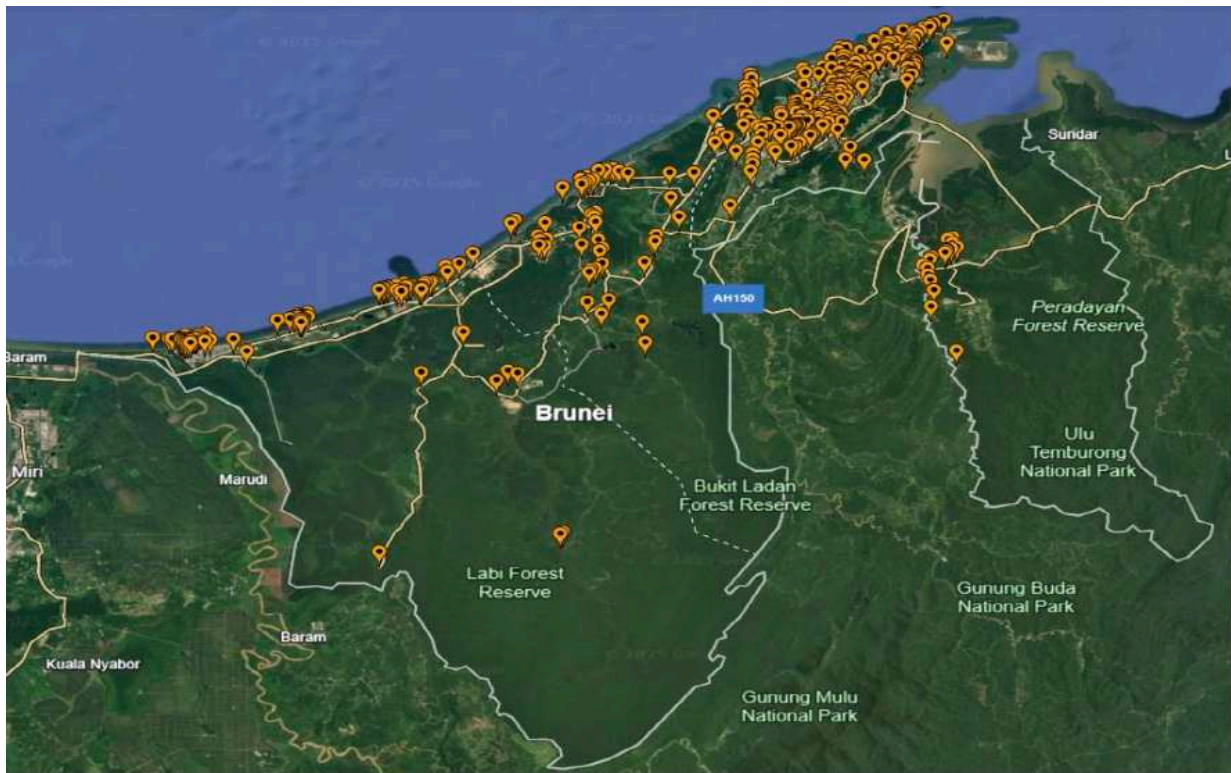 Suridar
AH150
Peradayan
Forest Reserve
Baram
Brunei
Miri
Marudi
Ulu
Temburong
National Park
Bukit Ladan
Forest Reserve
Labi Forest
Reserve
Gunung Buda
National Park
Baram
Kuala Nyabor
Gunung Mulu
National Park